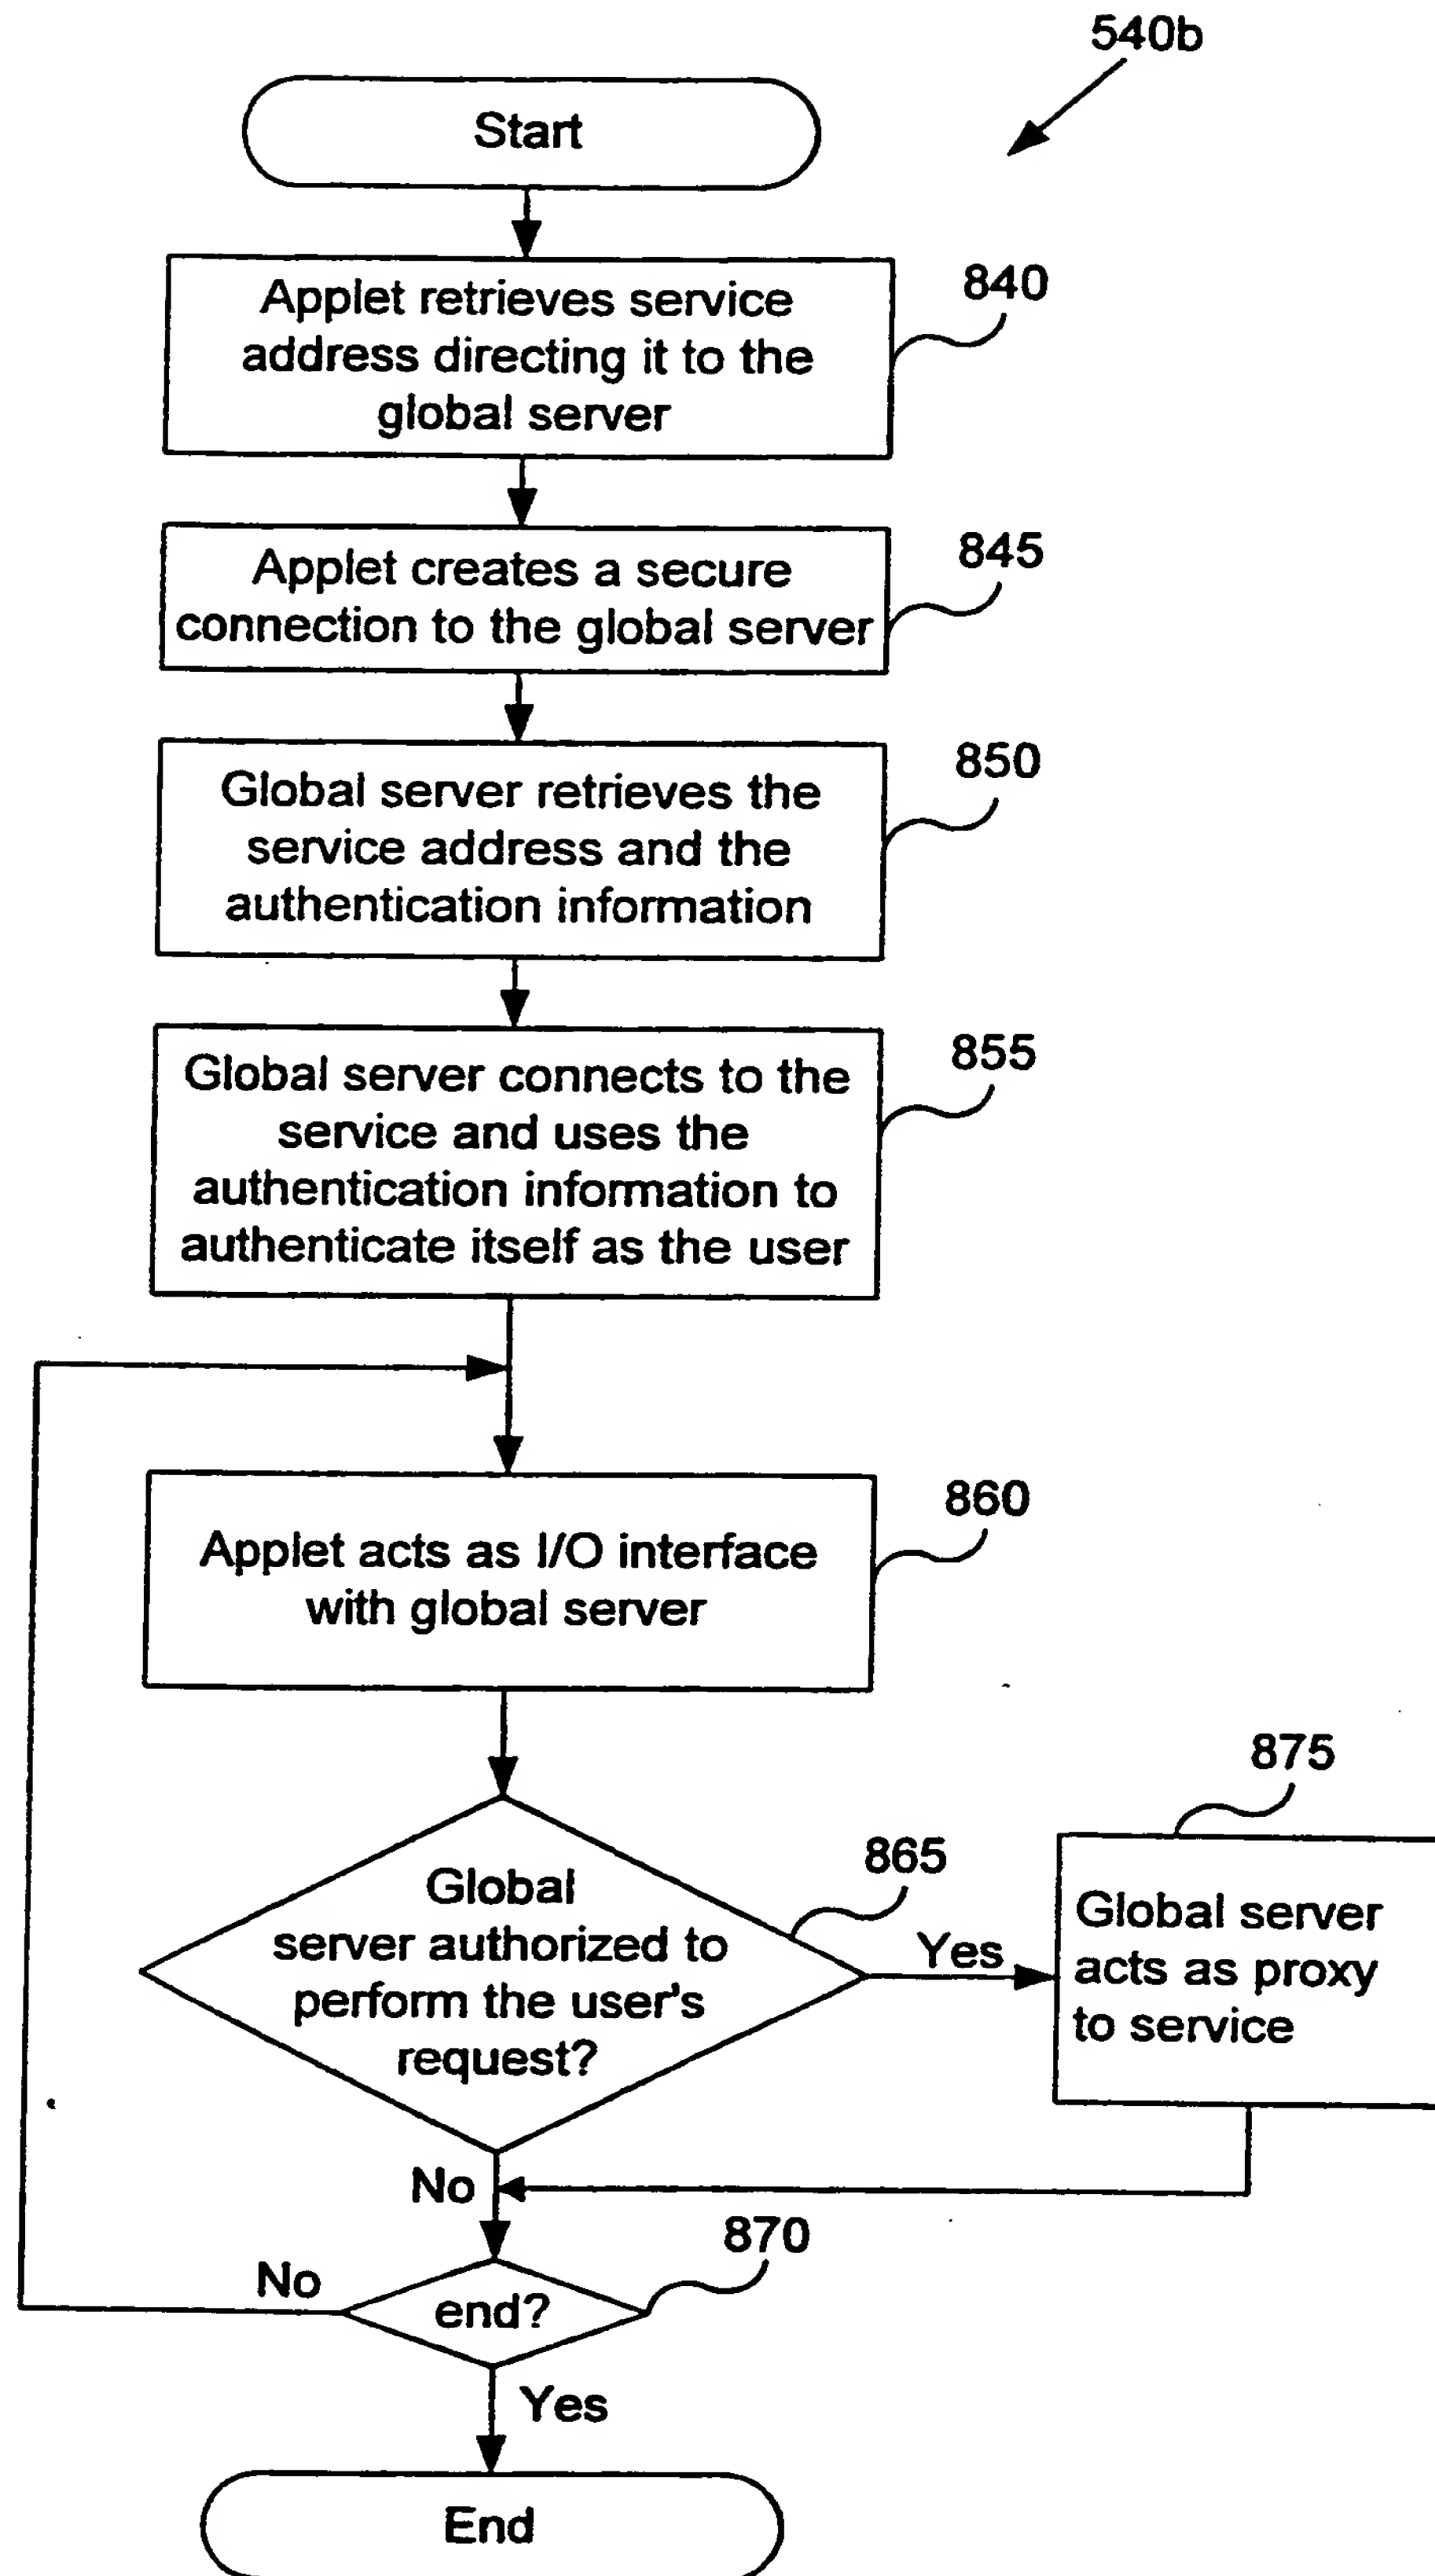 540b
Start
Applet retrieves service
address directing it to the
global server
840
Applet creates a secure
connection to the global server
845
Global server retrieves the
service address and the
authentication information
850
Global server connects to the
service and uses the
authentication information to
authenticate itself as the user
855
Applet acts as I/O interface
with global server
860
Global
server authorized to
perform the user's
request?
865
Yes
875
Global server
acts as proxy
to service
No
870
end?
No
Yes
End